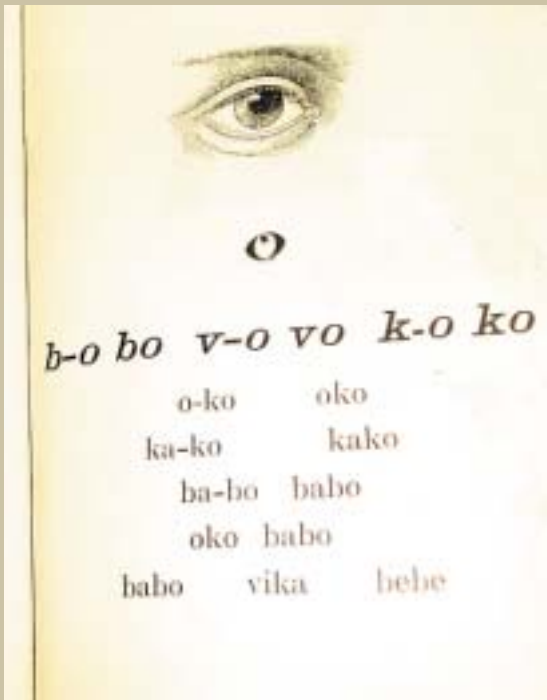 o
b-o bo v-o vo k-o ko
o-ko oko
ka-ko kako
ba-bo babo
oko babo
babo vika bebe